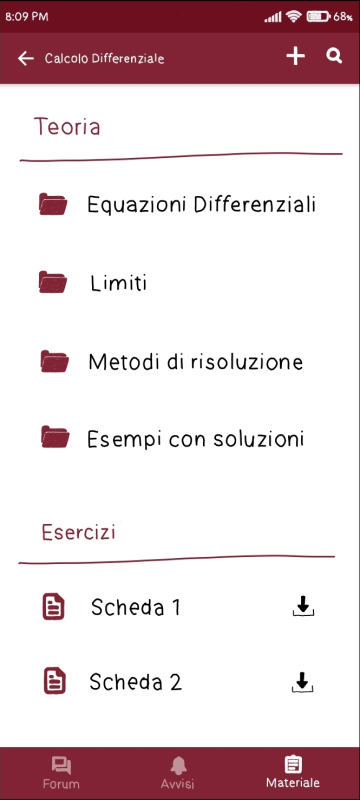 8:09 PM 68%
Calcolo Differenziale
Teoria
Equazioni Differenziali
Limiti
Metodi di risoluzione
Esempi con soluzioni
Esercizi
Scheda 1
Scheda 2
Forum Avvisi Materiale